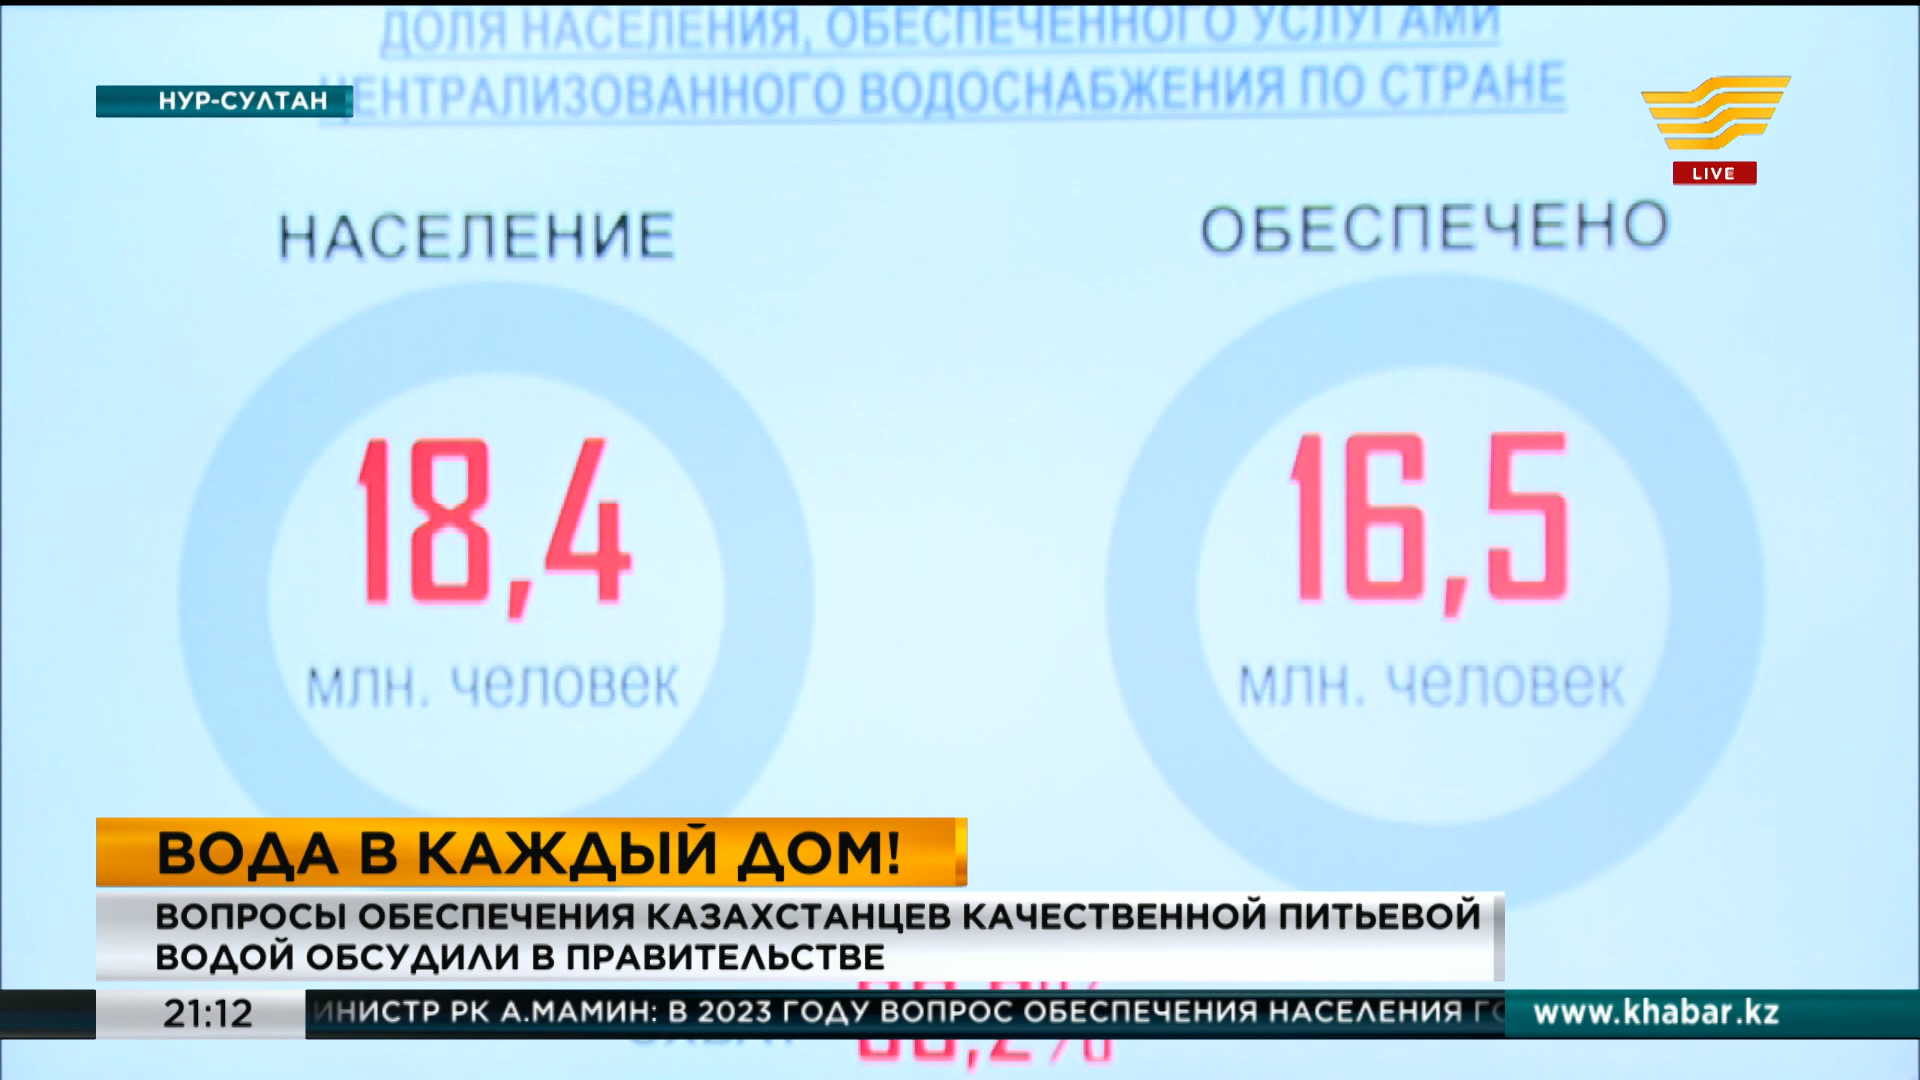 ДОЛЯ НАСЕЛЕНИЯ, ОБЕСПЕЧЕННОГО УСЛУГАМИ
ЦЕНТРАЛИЗОВАННОГО ВОДОСНАБЖЕНИЯ ПО СТРАНЕ
НУР-СУЛТАН
LIVE
НАСЕЛЕНИЕ
ОБЕСПЕЧЕНО
18,4
16,5
млн. человек
млн. человек
ВОДА В КАЖДЫЙ ДОМ!
ВОПРОСЫ ОБЕСПЕЧЕНИЯ КАЗАХСТАНЦЕВ КАЧЕСТВЕННОЙ ПИТЬЕВОЙ
ВОДОЙ ОБСУДИЛИ В ПРАВИТЕЛЬСТВЕ
21:12
ИНИСТР РК А.МАМИН: В 2023 ГОДУ ВОПРОС ОБЕСПЕЧЕНИЯ НАСЕЛЕНИЯ
www.khabar.kz